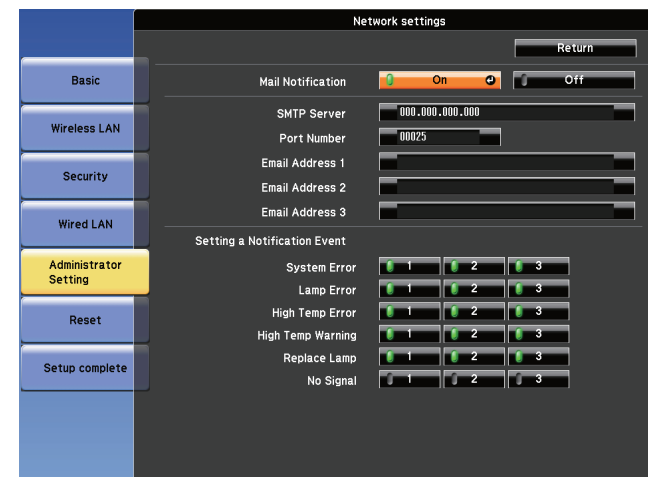 Network settings
Return
Basic
Wireless LAN
Security
Wired LAN
Administrator
Setting
Reset
Setup complete
Mail Notification On Off
SMTP Server 000.000.000.000
Port Number 00025
Email Address 1
Email Address 2
Email Address 3
Setting a Notification Event
System Error 1 2 3
Lamp Error 1 2 3
High Temp Error 1 2 3
High Temp Warning 1 2 3
Replace Lamp 1 2 3
No Signal 1 2 3